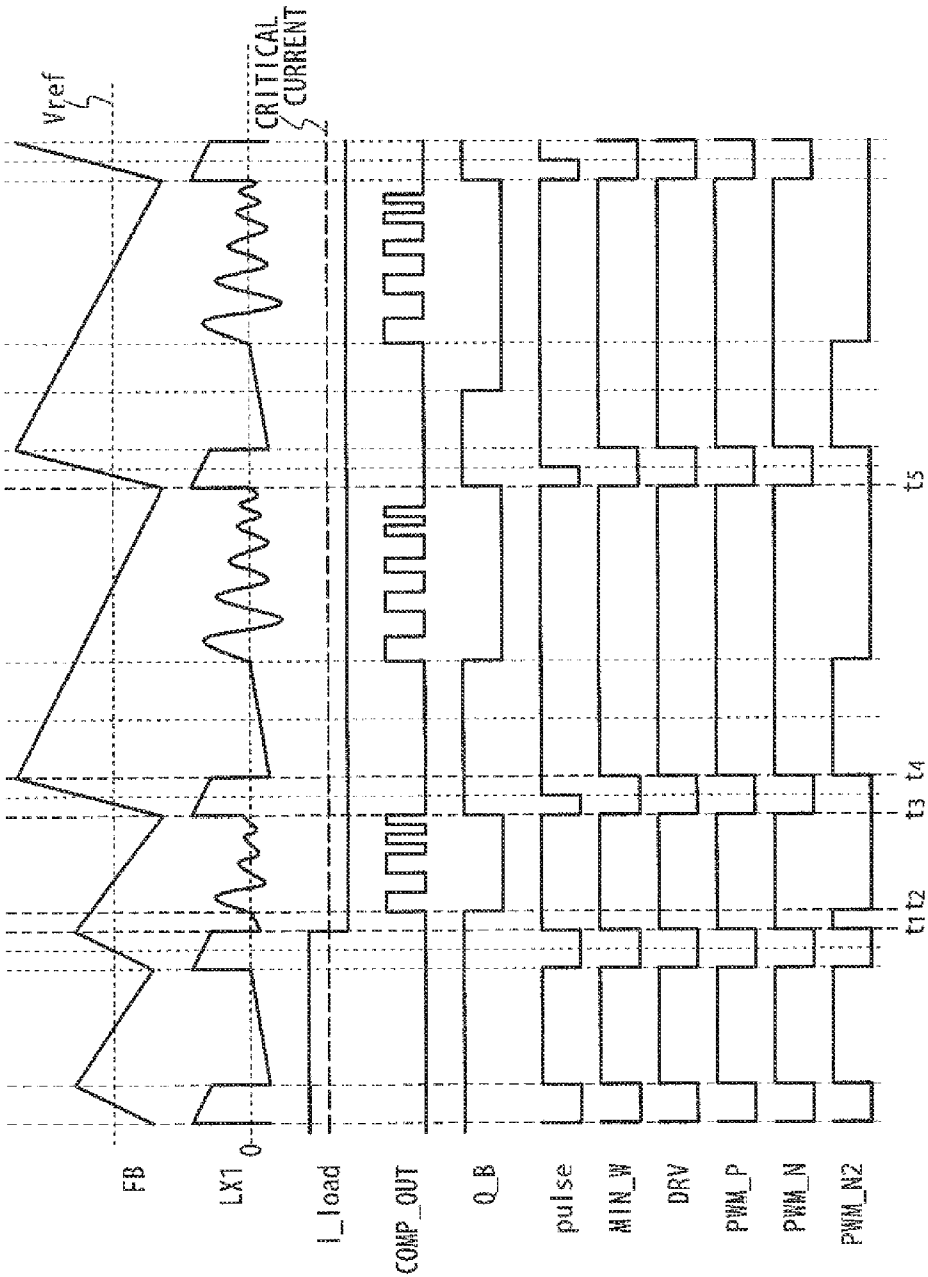 Vref
FB
LX1
0
CRITICAL
CURRENT
I_load
COMP_OUT
Q_B
pulse
MIN_W
DRV
PWM_P
PWM_N
PWM_N2
t1 t2 t3 t4 t5